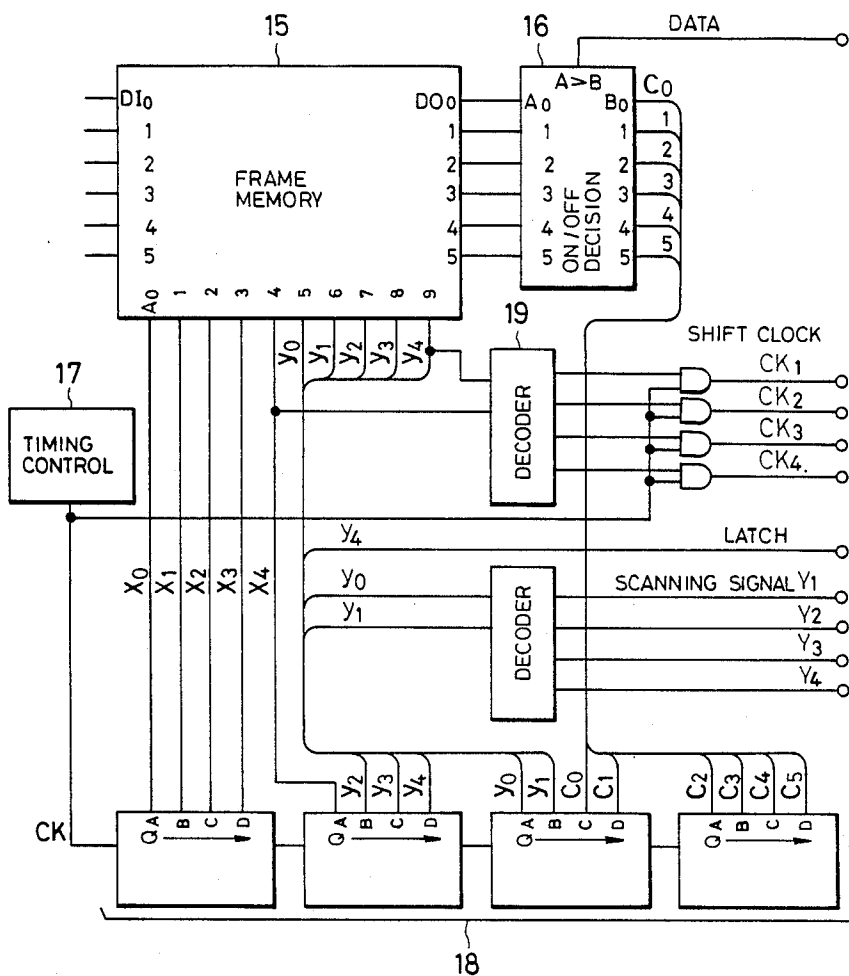 15
16
DATA
A>B
DI0
DO0
A0
B0
C0
1
1
1
1
1
2
2
2
2
2
3
3
3
3
3
4
4
4
4
4
5
5
5
5
5
FRAME
MEMORY
ON/OFF
DECISION
A0
1
2
3
4
5
6
7
8
9
y0
y1
y2
y3
y4
19
DECODER
SHIFT CLOCK
CK1
CK2
CK3
CK4.
17
TIMING
CONTROL
X0
X1
X2
X3
X4
y4
LATCH
y0
y1
DECODER
SCANNING SIGNAL Y1
Y2
Y3
Y4
y2
y3
y4
y0
y1
C0
C1
C2
C3
C4
C5
CK
QA B C D
QA B C D
QA B C D
QA B C D
18